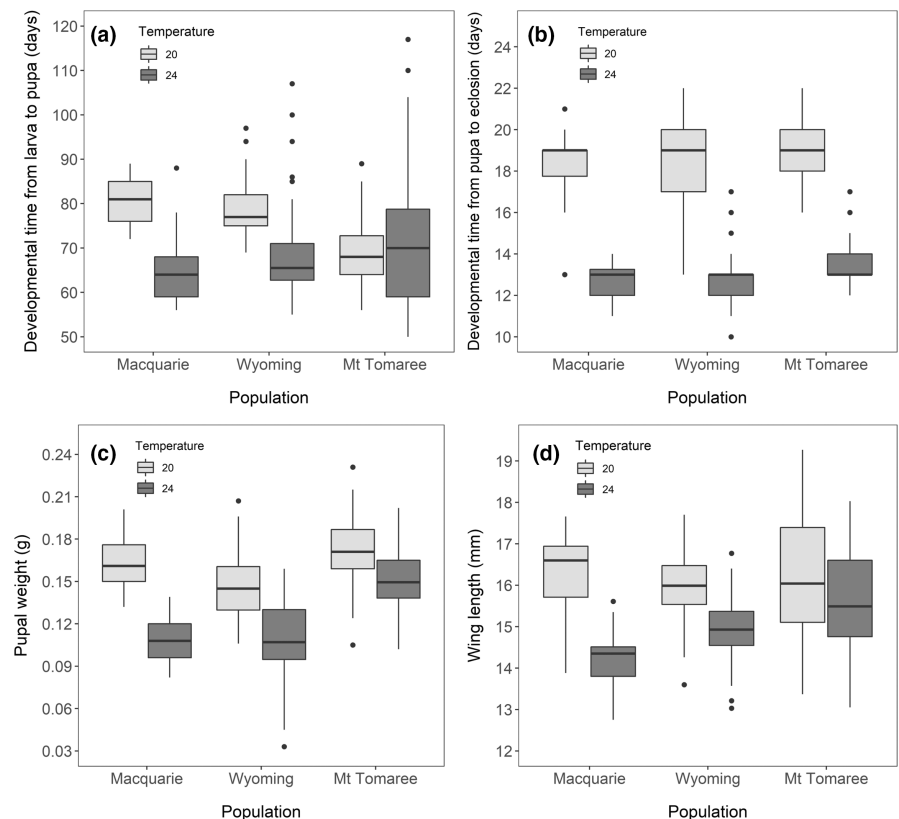 (a)
Temperature
20
24
Developmental time from larva to pupa (days)
120
110
100
90
80
70
60
50
Macquarie Wyoming Mt Tomaree
Population
(b)
Temperature
20
24
Developmental time from pupa to eclosion (days)
24
22
20
18
16
14
12
10
Macquarie Wyoming Mt Tomaree
Population
(c)
Temperature
20
24
Pupal weight (g)
0.24
0.21
0.18
0.15
0.12
0.09
0.06
0.03
Macquarie Wyoming Mt Tomaree
Population
(d)
Temperature
20
24
Wing length (mm)
19
18
17
16
15
14
13
12
Macquarie Wyoming Mt Tomaree
Population